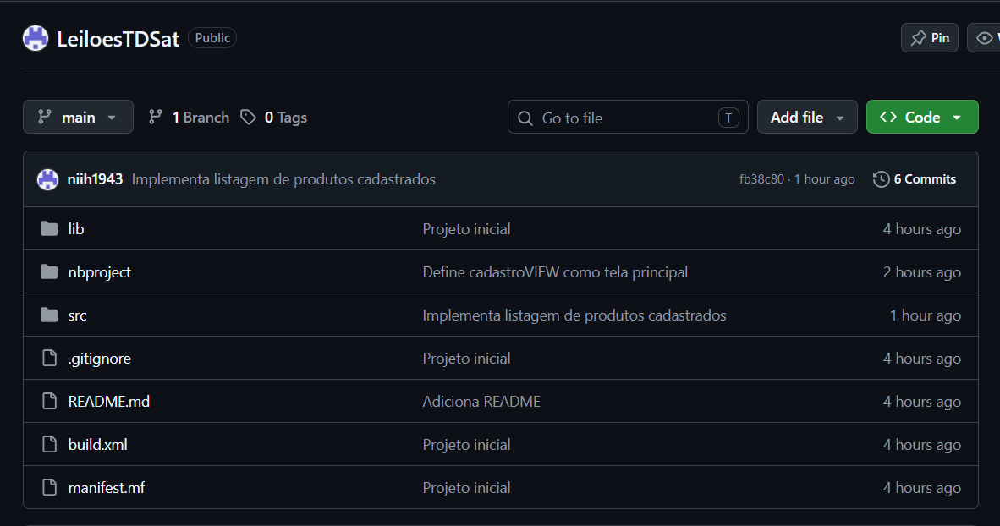 LeiloesTDSat Public Pin
main 1 Branch 0 Tags Go to file T Add file Code
niih1943 Implementa listagem de produtos cadastrados fb38c80 · 1 hour ago 6 Commits
lib Projeto inicial 4 hours ago
nbproject Define cadastroVIEW como tela principal 2 hours ago
src Implementa listagem de produtos cadastrados 1 hour ago
.gitignore Projeto inicial 4 hours ago
README.md Adiciona README 4 hours ago
build.xml Projeto inicial 4 hours ago
manifest.mf Projeto inicial 4 hours ago